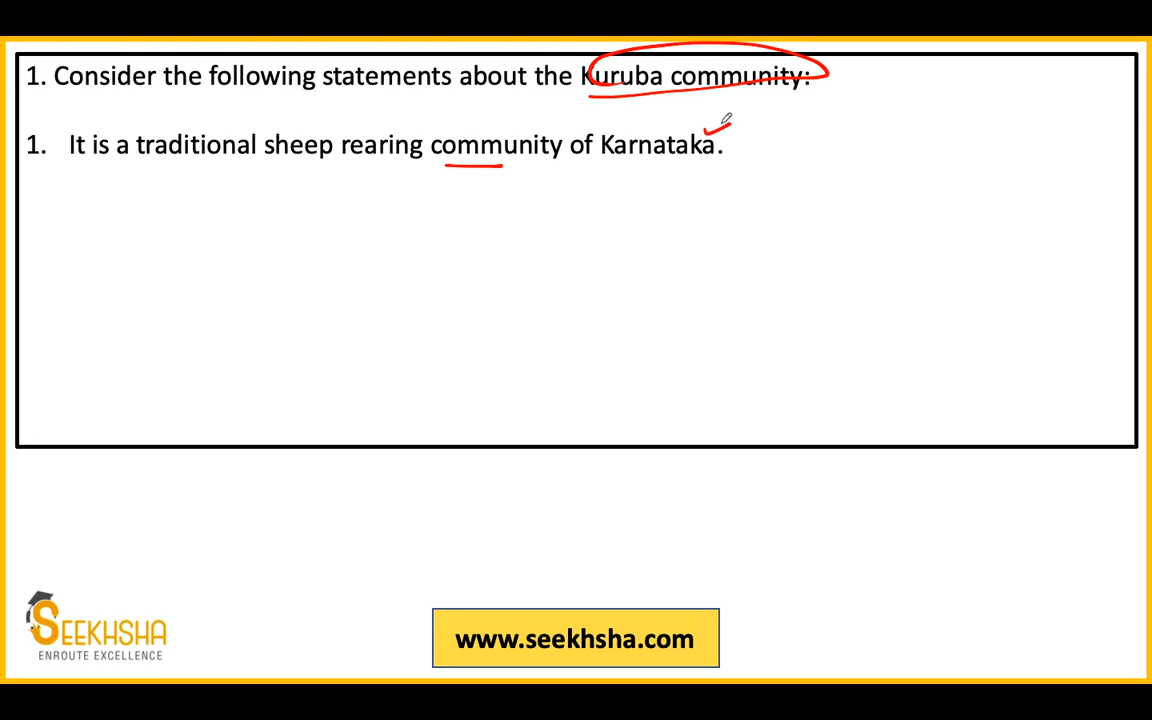 1. Consider the following statements about the Kuruba community:
1. It is a traditional sheep rearing community of Karnataka.
SEEKHSHA
ENROUTE EXCELLENCE
www.seekhsha.com